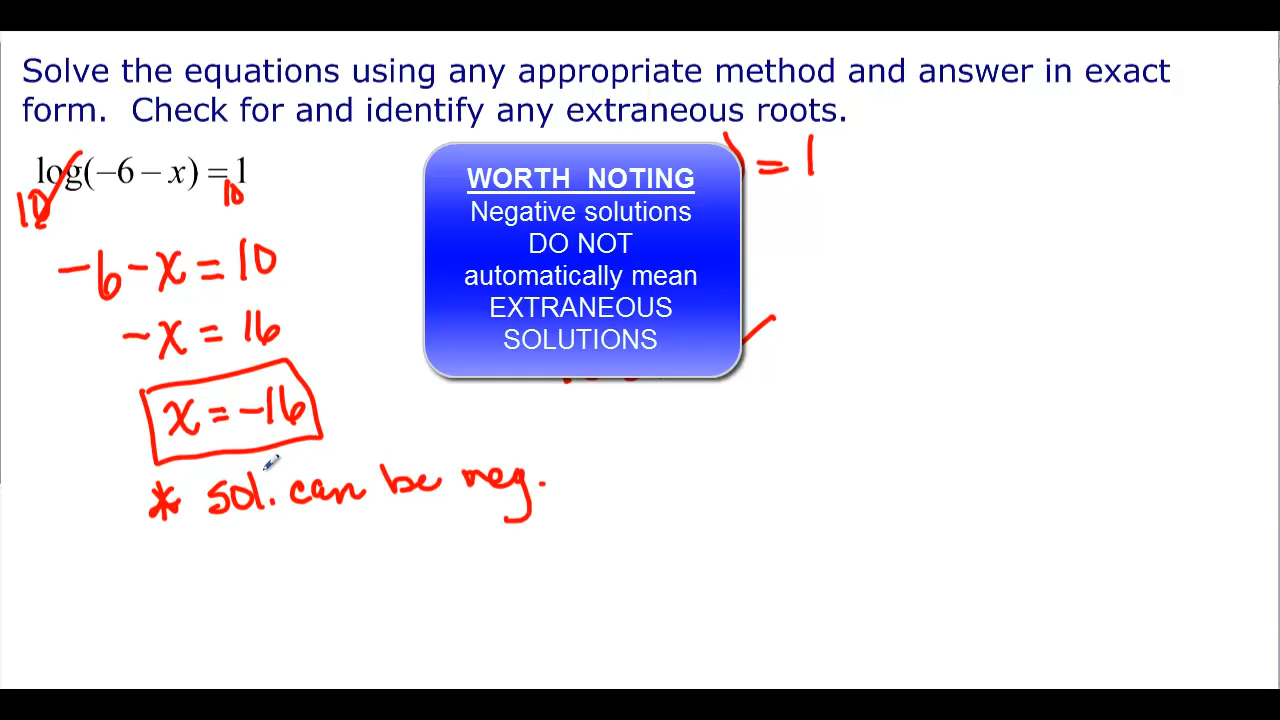 Solve the equations using any appropriate method and answer in exact
form. Check for and identify any extraneous roots.
log(−6 − x) = 1
10 10
-6-x = 10
-x = 16
x = -16
* sol. can be neg.
) = 1
WORTH NOTING
Negative solutions
DO NOT
automatically mean
EXTRANEOUS
SOLUTIONS